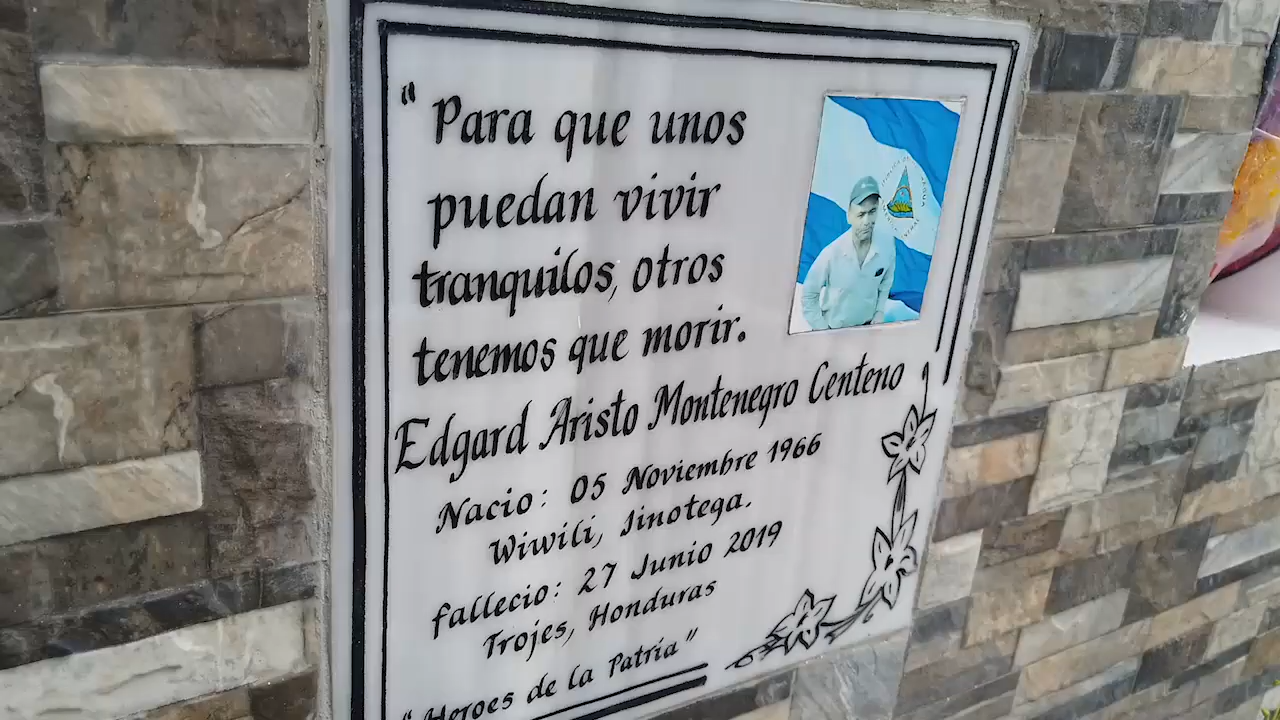 “ Para que unos
puedan vivir
tranquilos, otros
tenemos que morir.
Edgard Aristo Montenegro Centeno
Nacio: 05 Noviembre 1966
Wiwili, Jinotega.
fallecio: 27 Junio 2019
Trojes, Honduras
“Heroes de la Patria”